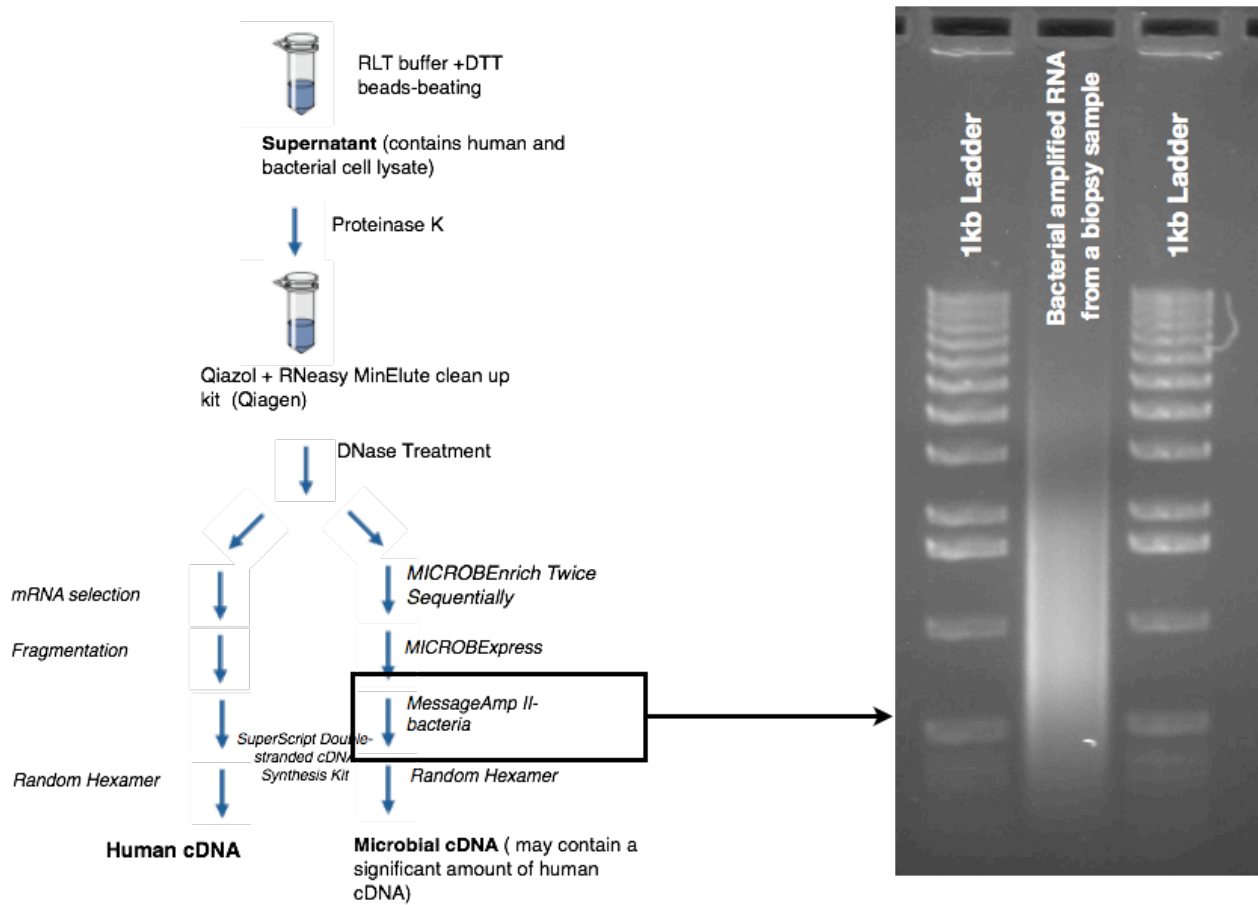 RLT buffer +DTT
beads-beating
Supernatant (contains human and
bacterial cell lysate)
Proteinase K
Qiazol + RNeasy MinElute clean up
kit  (Qiagen)
DNase Treatment
mRNA selection
Fragmentation
SuperScript Double-
stranded cDNA
Synthesis Kit
Random Hexamer
Human cDNA
MICROBEnrich Twice
Sequentially
MICROBExpress
MessageAmp II-
bacteria
Random Hexamer
Microbial cDNA ( may contain a
significant amount of human
cDNA)
1kb Ladder
Bacterial amplified RNA
from a biopsy sample
1kb Ladder